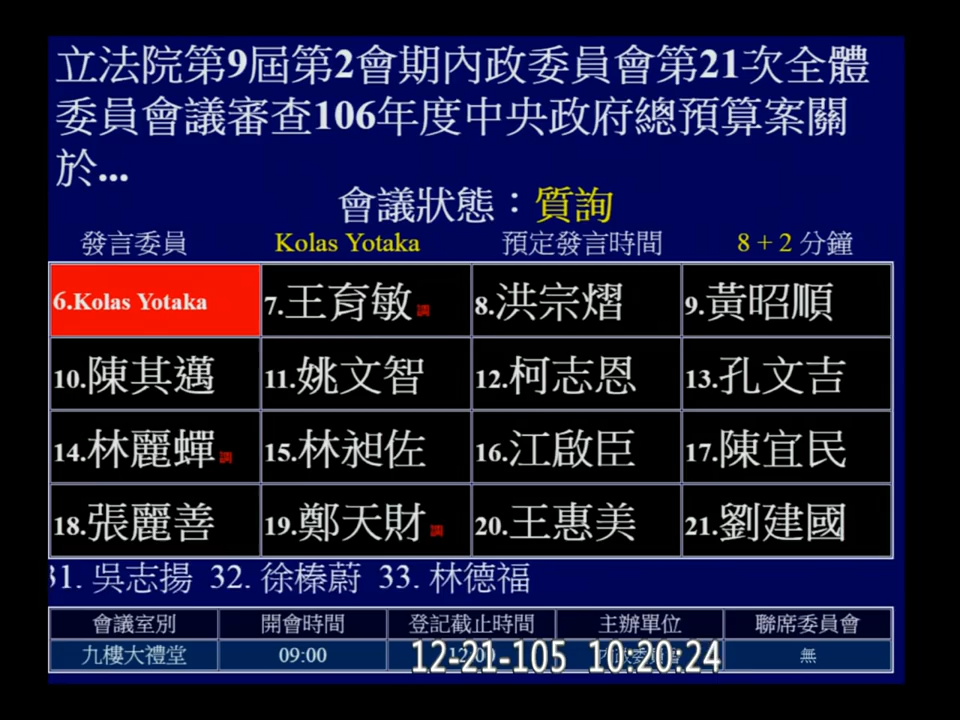 立法院第9屆第2會期內政委員會第21次全體
委員會議審查106年度中央政府總預算案關
於...
會議狀態：質詢
發言委員 Kolas Yotaka 預定發言時間 8 + 2 分鐘
6.Kolas Yotaka 7.王育敏 調 8.洪宗熠 9.黃昭順
10.陳其邁 11.姚文智 12.柯志恩 13.孔文吉
14.林麗蟬 調 15.林昶佐 16.江啟臣 17.陳宜民
18.張麗善 19.鄭天財 調 20.王惠美 21.劉建國
31. 吳志揚 32. 徐榛蔚 33. 林德福
會議室別 開會時間 登記截止時間 主辦單位 聯席委員會
九樓大禮堂 09:00 無
12-21-105 10:20:24